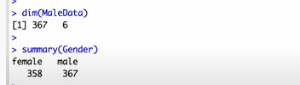 >
> dim(MaleData)
[1] 367 6
>
> summary(Gender)
female male
358 367
>